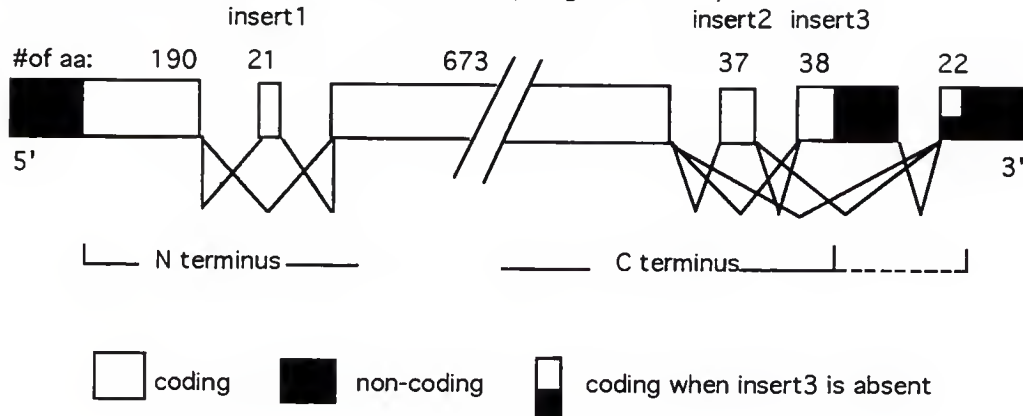 insert1 insert2 insert3
#of aa: 190 21 673 37 38 22
5' 3'
N terminus C terminus
coding non-coding coding when insert3 is absent